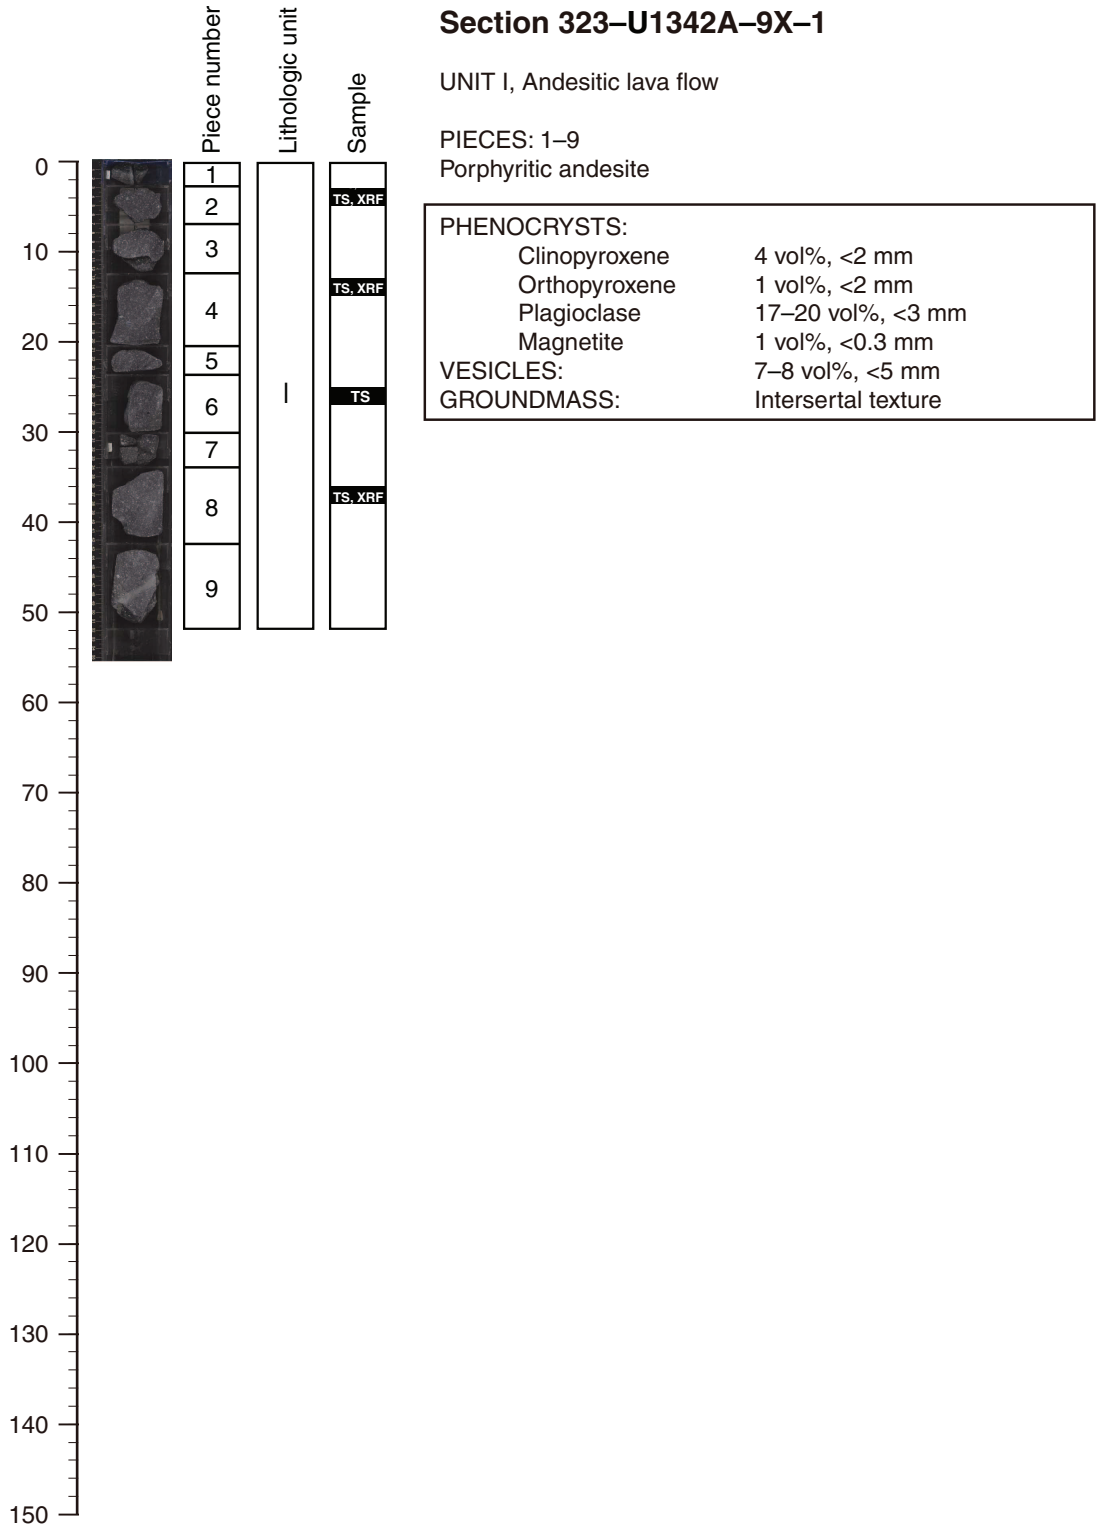 Section 323–U1342A–9X–1
UNIT I, Andesitic lava flow
PIECES: 1–9
Porphyritic andesite
PHENOCRYSTS:
Clinopyroxene 4 vol%, <2 mm
Orthopyroxene 1 vol%, <2 mm
Plagioclase 17–20 vol%, <3 mm
Magnetite 1 vol%, <0.3 mm
VESICLES: 7–8 vol%, <5 mm
GROUNDMASS: Intersertal texture
Piece number
Lithologic unit
Sample
0
10
20
30
40
50
60
70
80
90
100
110
120
130
140
150
1
2
3
4
5
6
7
8
9
I
TS, XRF
TS, XRF
TS
TS, XRF